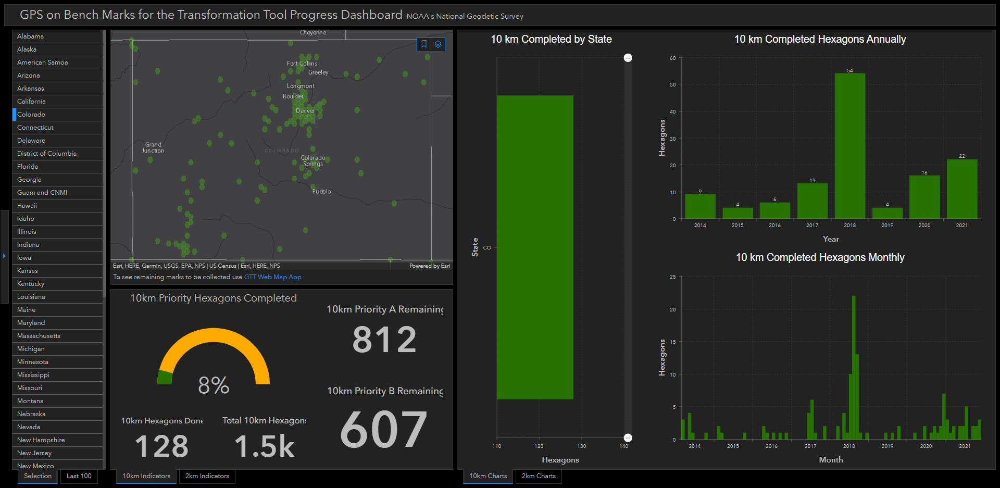 GPS on Bench Marks for the Transformation Tool Progress Dashboard NOAA's National Geodetic Survey
Alabama
Alaska
American Samoa
Arizona
Arkansas
California
Colorado
Connecticut
Delaware
District of Columbia
Florida
Georgia
Guam and CNMI
Hawaii
Idaho
Illinois
Indiana
Iowa
Kansas
Kentucky
Louisiana
Maine
Maryland
Massachusetts
Michigan
Minnesota
Mississippi
Missouri
Montana
Nebraska
Nevada
New Hampshire
New Jersey
New Mexico
Selection
Last 100
Cheyenne
Fort Collins
Greeley
Longmont
Boulder
Denver
Grand
Junction
COLORADO
Colorado
Springs
Pueblo
Esri, HERE, Garmin, USGS, EPA, NPS | US Census | Esri, HERE, NPS
Powered by Esri
To see remaining marks to be collected use GTT Web Map App
10km Priority Hexagons Completed
8%
10km Hexagons Done
128
Total 10km Hexagons
1.5k
10km Priority A Remaining
812
10km Priority B Remaining
607
10km Indicators
2km Indicators
10 km Completed by State
State
CO
110 120 130 140
Hexagons
10 km Completed Hexagons Annually
Hexagons
60
50
40
30
20
10
0
9 4 6 13 54 4 16 22
2014 2015 2016 2017 2018 2019 2020 2021
Year
10 km Completed Hexagons Monthly
Hexagons
25
20
15
10
5
0
2014 2015 2016 2017 2018 2019 2020 2021
Month
10km Charts
2km Charts